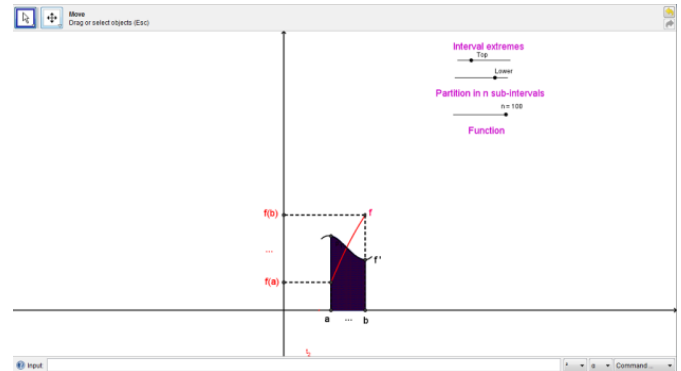 Move
Drag or select objects (Esc)
Interval extremes
Top
Lower
Partition in n sub-intervals
n = 100
Function
f(b)
f
...
f'
f(a)
a ... b
Input:
Command ...